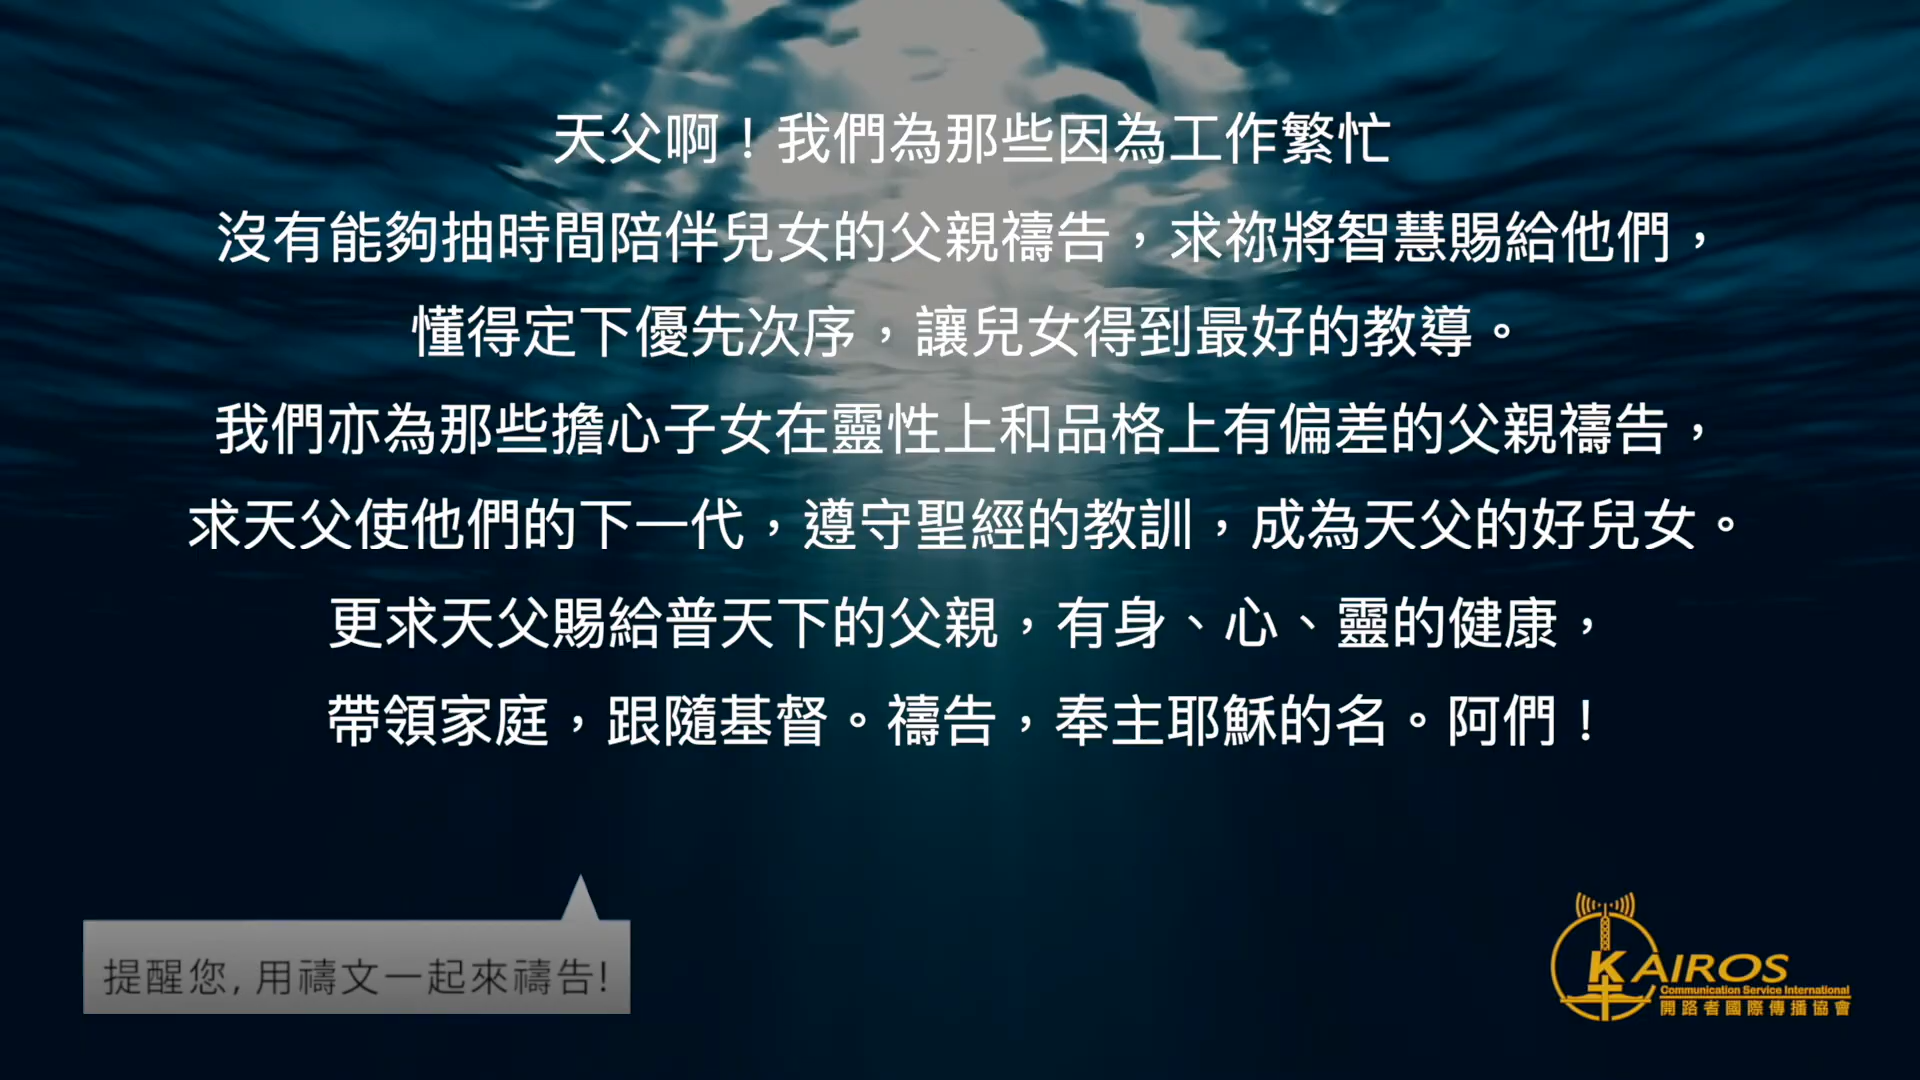 天父啊！我們為那些因為工作繁忙
沒有能夠抽時間陪伴兒女的父親禱告，求祢將智慧賜給他們，
懂得定下優先次序，讓兒女得到最好的教導。
我們亦為那些擔心子女在靈性上和品格上有偏差的父親禱告，
求天父使他們的下一代，遵守聖經的教訓，成為天父的好兒女。
更求天父賜給普天下的父親，有身、心、靈的健康，
帶領家庭，跟隨基督。禱告，奉主耶穌的名。阿們！
提醒您,用禱文一起來禱告!
KAIROS
Communication Service International
開路者國際傳播協會